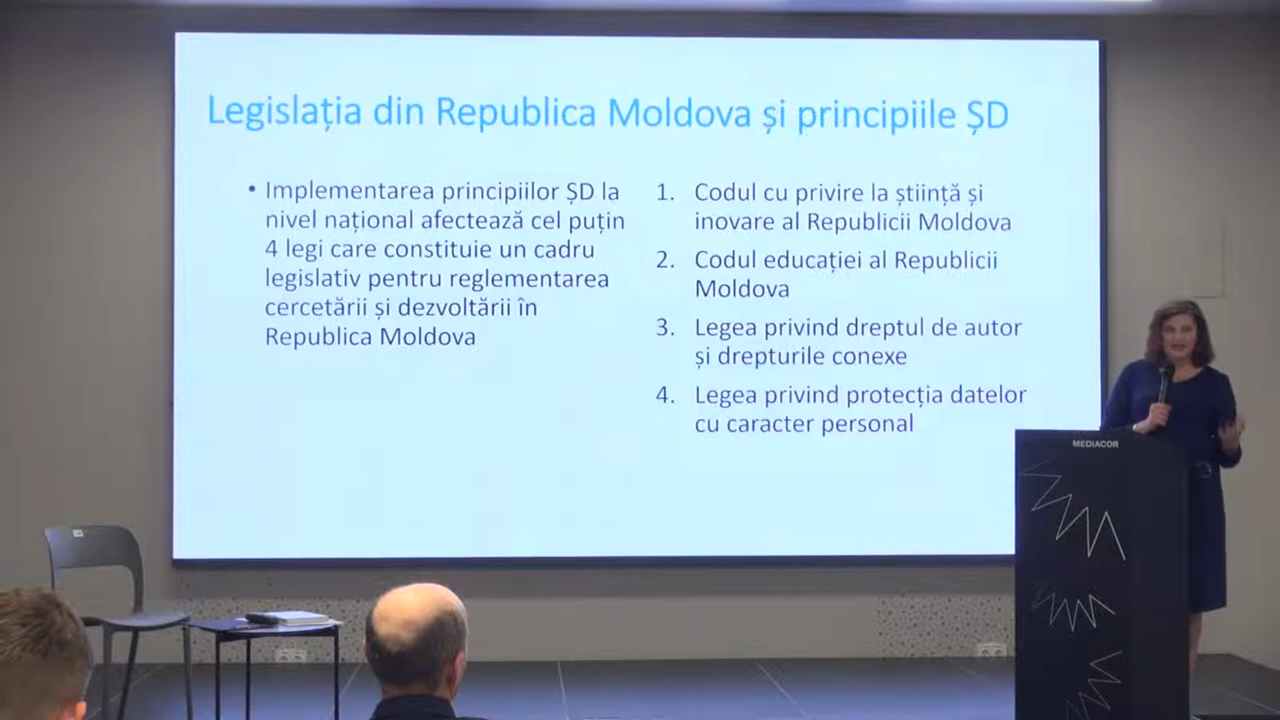 Legislația din Republica Moldova și principiile ȘD
• Implementarea principiilor ȘD la
nivel național afectează cel puțin
4 legi care constituie un cadru
legislativ pentru reglementarea
cercetării și dezvoltării în
Republica Moldova
1. Codul cu privire la știință și
inovare al Republicii Moldova
2. Codul educației al Republicii
Moldova
3. Legea privind dreptul de autor
și drepturile conexe
4. Legea privind protecția datelor
cu caracter personal
MEDIACOR